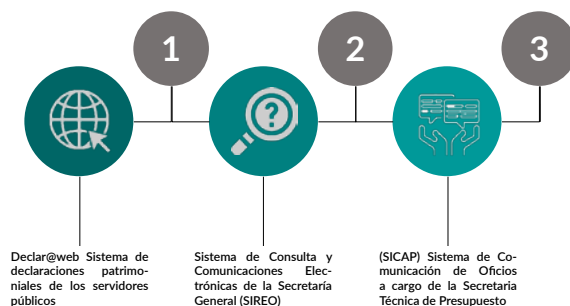 1
2
3
?
Declar@web Sistema de
declaraciones patrimo-
niales de los servidores
públicos
Sistema de Consulta y
Comunicaciones Elec-
trónicas de la Secretaría
General (SIREO)
(SICAP) Sistema de Co-
municación de Oficios
a cargo de la Secretaria
Técnica de Presupuesto